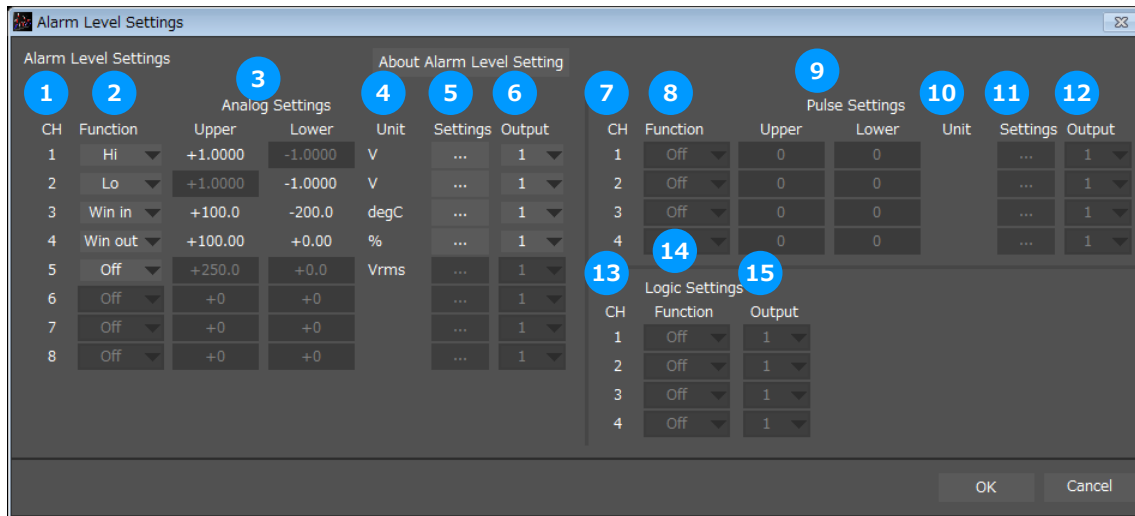 Alarm Level Settings
Alarm Level Settings
About Alarm Level Setting
1 2 3 4 5 6
Analog Settings
CH Function Upper Lower Unit Settings Output
1 Hi +1.0000 -1.0000 V ... 1
2 Lo +1.0000 -1.0000 V ... 1
3 Win in +100.0 -200.0 degC ... 1
4 Win out +100.00 +0.00 % ... 1
5 Off +250.0 +0.0 Vrms ... 1
6 Off +0 +0 ... 1
7 Off +0 +0 ... 1
8 Off +0 +0 ... 1
7 8 9 10 11 12
Pulse Settings
CH Function Upper Lower Unit Settings Output
1 Off 0 0 ... 1
2 Off 0 0 ... 1
3 Off 0 0 ... 1
4 0 0 ... 1
13 14 15
Logic Settings
CH Function Output
1 Off 1
2 Off 1
3 Off 1
4 Off 1
OK Cancel